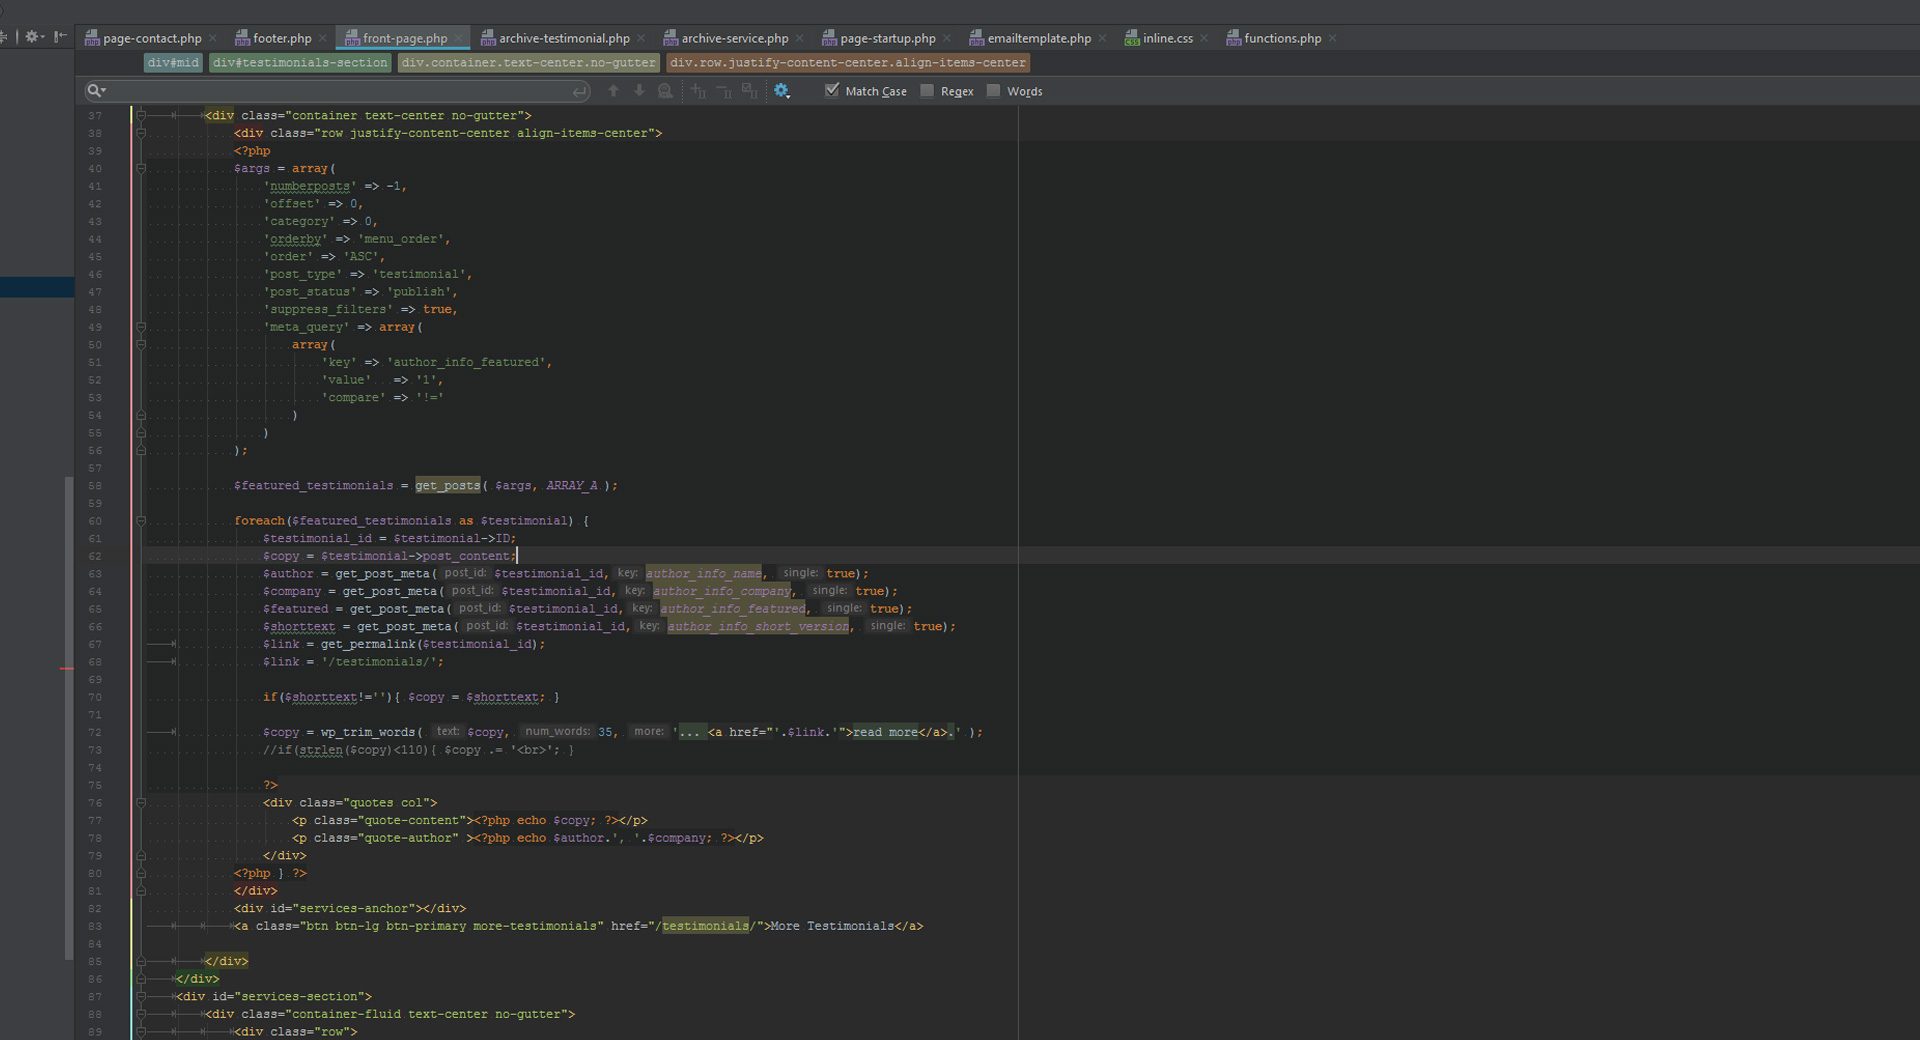 page-contact.php footer.php front-page.php archive-testimonial.php archive-service.php page-startup.php emailtemplate.php inline.css functions.php
div#mid div#testimonials-section div.container.text-center.no-gutter div.row.justify-content-center.align-items-center
Match Case Regex Words
37 <div class="container text-center no-gutter">
38 <div class="row justify-content-center align-items-center">
39 <?php
40 $args = array(
41 'numberposts' => -1,
42 'offset' => 0,
43 'category' => 0,
44 'orderby' => 'menu_order',
45 'order' => 'ASC',
46 'post_type' => 'testimonial',
47 'post_status' => 'publish',
48 'suppress_filters' => true,
49 'meta_query' => array(
50 array(
51 'key' => 'author_info_featured',
52 'value' => '1',
53 'compare' => '!='
54 )
55 )
56 );
57
58 $featured_testimonials = get_posts( $args, ARRAY_A );
59
60 foreach($featured_testimonials as $testimonial) {
61 $testimonial_id = $testimonial->ID;
62 $copy = $testimonial->post_content;
63 $author = get_post_meta( post_id: $testimonial_id, key: author_info_name, single: true);
64 $company = get_post_meta( post_id: $testimonial_id, key: author_info_company, single: true);
65 $featured = get_post_meta( post_id: $testimonial_id, key: author_info_featured, single: true);
66 $shorttext = get_post_meta( post_id: $testimonial_id, key: author_info_short_version, single: true);
67 $link = get_permalink($testimonial_id);
68 $link = '/testimonials/';
69
70 if($shorttext!=''){ $copy = $shorttext; }
71
72 $copy = wp_trim_words( text: $copy, num_words: 35, more: '... <a href="'.$link.'">read more</a>.' );
73 //if(strlen($copy)<110){ $copy .= '<br>'; }
74
75 ?>
76 <div class="quotes col">
77 <p class="quote-content"><?php echo $copy; ?></p>
78 <p class="quote-author" ><?php echo $author.', '.$company; ?></p>
79 </div>
80 <?php } ?>
81 </div>
82 <div id="services-anchor"></div>
83 <a class="btn btn-lg btn-primary more-testimonials" href="/testimonials/">More Testimonials</a>
84
85 </div>
86 </div>
87 <div id="services-section">
88 <div class="container-fluid text-center no-gutter">
89 <div class="row">